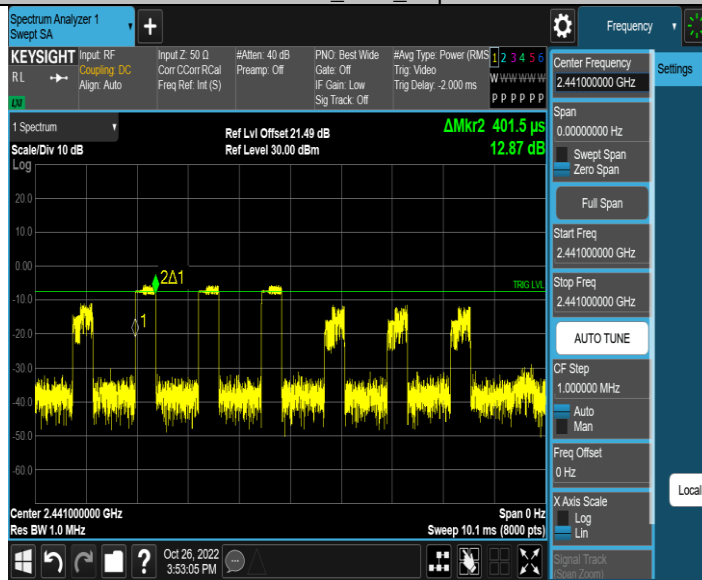 Spectrum Analyzer 1
Swept SA
Frequency
KEYSIGHT
RL
LXI
Input: RF
Coupling: DC
Align: Auto
Input Z: 50 Ω
Corr CCorr RCal
Freq Ref: Int (S)
#Atten: 40 dB
Preamp: Off
PNO: Best Wide
Gate: Off
IF Gain: Low
Sig Track: Off
#Avg Type: Power (RMS
Trig: Video
Trig Delay: -2.000 ms
1 2 3 4 5 6
W W W W W W
P P P P P P
1 Spectrum
Scale/Div 10 dB
Log
Ref Lvl Offset 21.49 dB
Ref Level 30.00 dBm
ΔMkr2 401.5 µs
12.87 dB
20.0
10.0
0.00
-10.0
-20.0
-30.0
-40.0
-50.0
-60.0
2Δ1
1
TRIG LVL
Center 2.441000000 GHz
Res BW 1.0 MHz
Span 0 Hz
Sweep 10.1 ms (8000 pts)
Oct 26, 2022
3:53:05 PM
Center Frequency
2.441000000 GHz
Span
0.00000000 Hz
Swept Span
Zero Span
Full Span
Start Freq
2.441000000 GHz
Stop Freq
2.441000000 GHz
AUTO TUNE
CF Step
1.000000 MHz
Auto
Man
Freq Offset
0 Hz
X Axis Scale
Log
Lin
Signal Track
(Span Zoom)
Settings
Local